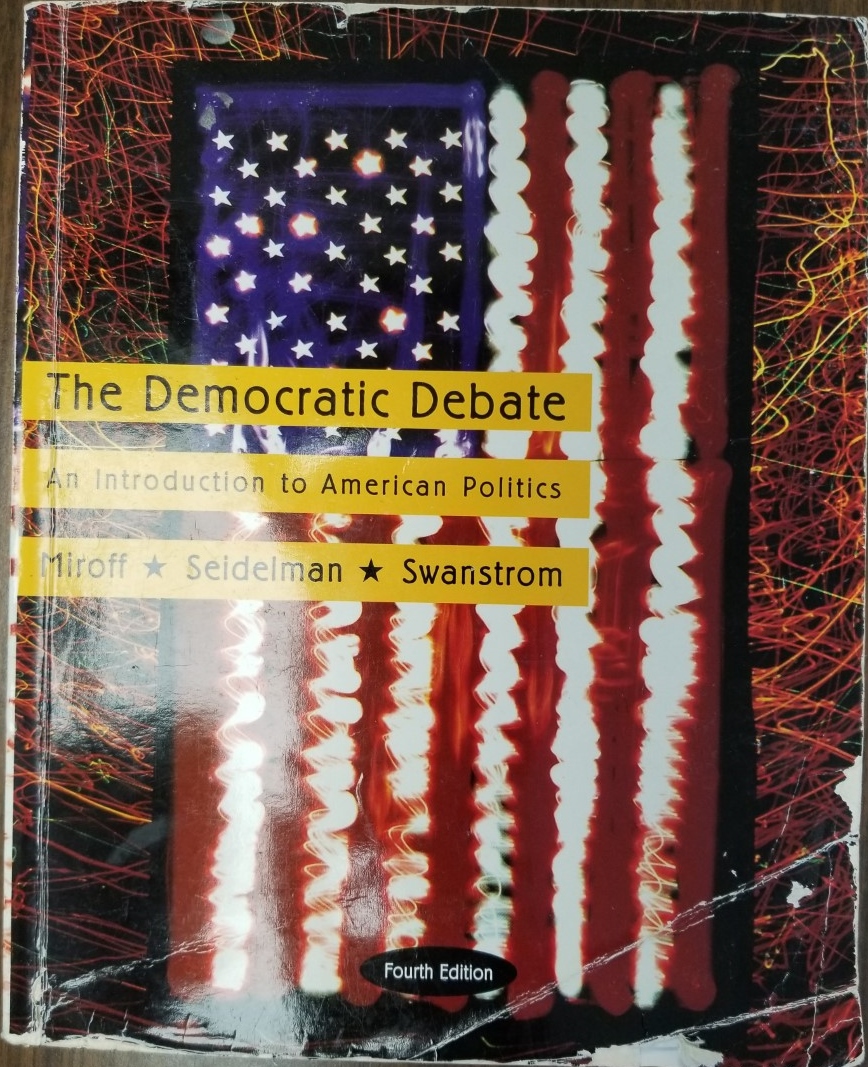 The Democratic Debate
An Introduction to American Politics
Miroff ★ Seidelman ★ Swanstrom
Fourth Edition